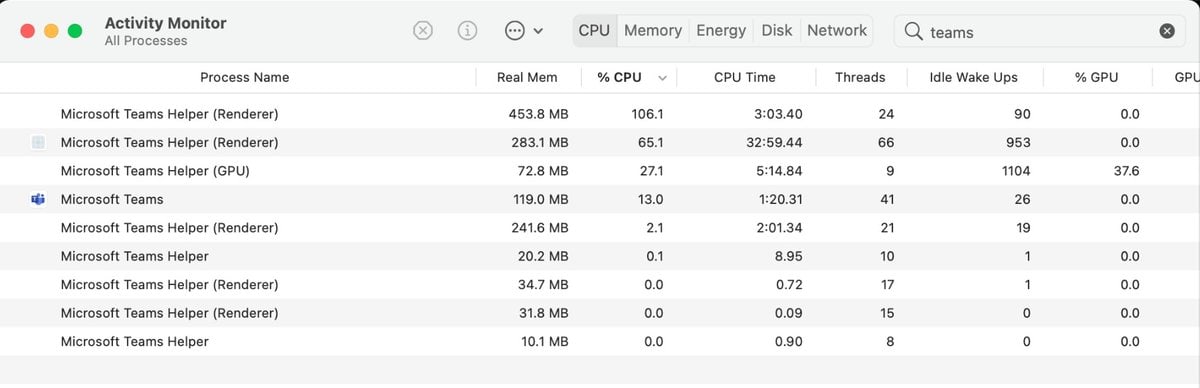 Activity Monitor
All Processes
CPU Memory Energy Disk Network
teams
Process Name Real Mem % CPU CPU Time Threads Idle Wake Ups % GPU GPU
Microsoft Teams Helper (Renderer) 453.8 MB 106.1 3:03.40 24 90 0.0
Microsoft Teams Helper (Renderer) 283.1 MB 65.1 32:59.44 66 953 0.0
Microsoft Teams Helper (GPU) 72.8 MB 27.1 5:14.84 9 1104 37.6
Microsoft Teams 119.0 MB 13.0 1:20.31 41 26 0.0
Microsoft Teams Helper (Renderer) 241.6 MB 2.1 2:01.34 21 19 0.0
Microsoft Teams Helper 20.2 MB 0.1 8.95 10 1 0.0
Microsoft Teams Helper (Renderer) 34.7 MB 0.0 0.72 17 1 0.0
Microsoft Teams Helper (Renderer) 31.8 MB 0.0 0.09 15 0 0.0
Microsoft Teams Helper 10.1 MB 0.0 0.90 8 0 0.0